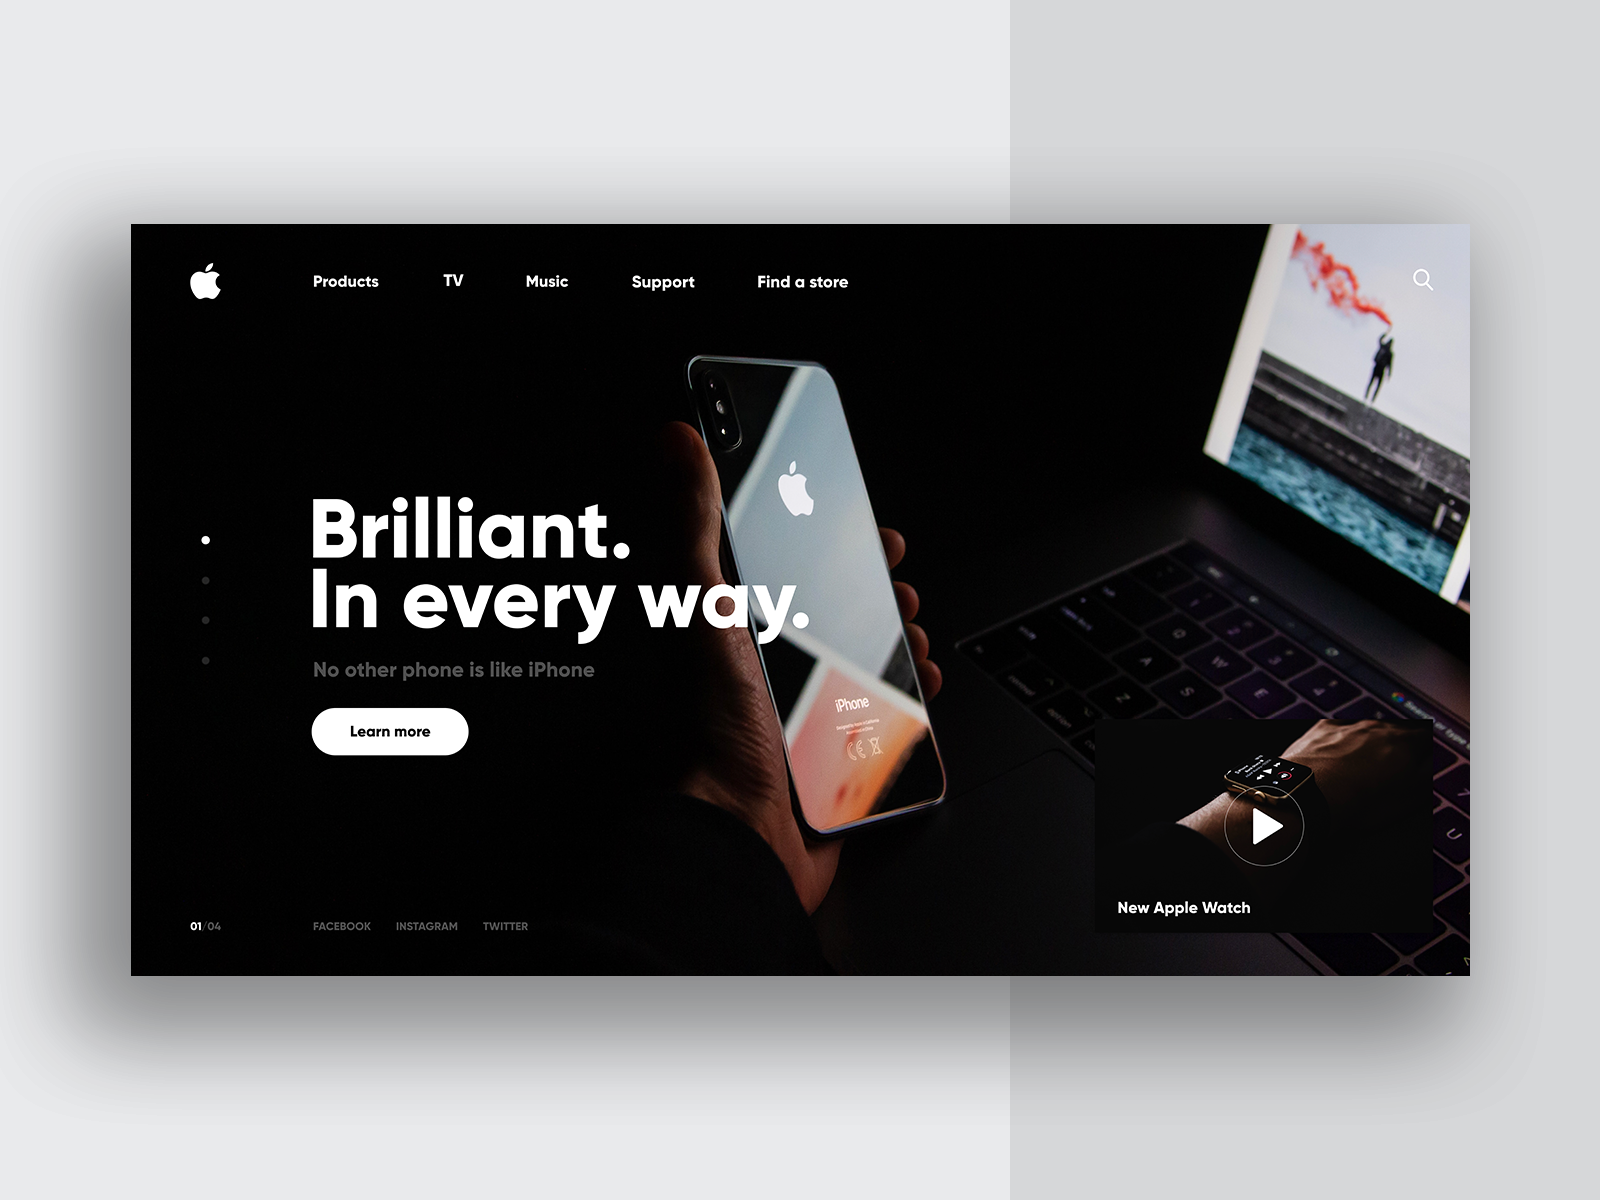 Products TV Music Support Find a store
Brilliant.
In every way.
No other phone is like iPhone
Learn more
iPhone
New Apple Watch
01/04 FACEBOOK INSTAGRAM TWITTER